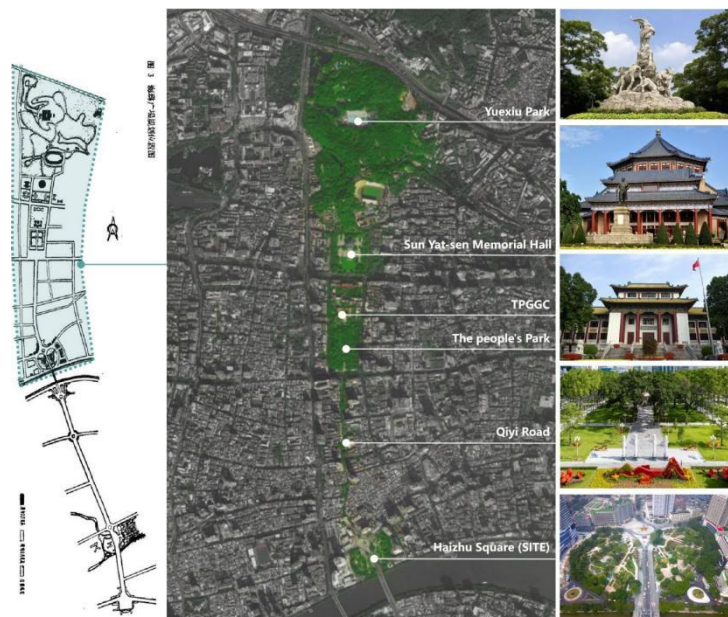 Yuexiu Park
Sun Yat-sen Memorial Hall
TPGGC
The people's Park
Qiyi Road
Haizhu Square (SITE)